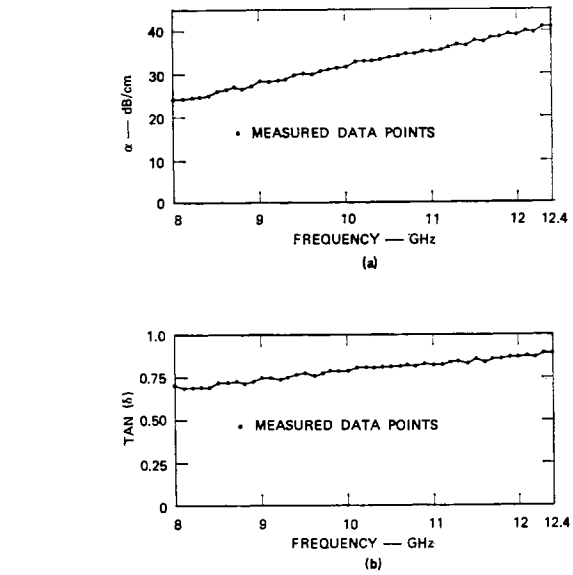 40
30
20
10
0
α — dB/cm
• MEASURED DATA POINTS
8 9 10 11 12 12.4
FREQUENCY — GHz
(a)
1.0
0.75
0.50
0.25
0
TAN (δ)
• MEASURED DATA POINTS
8 9 10 11 12 12.4
FREQUENCY — GHz
(b)